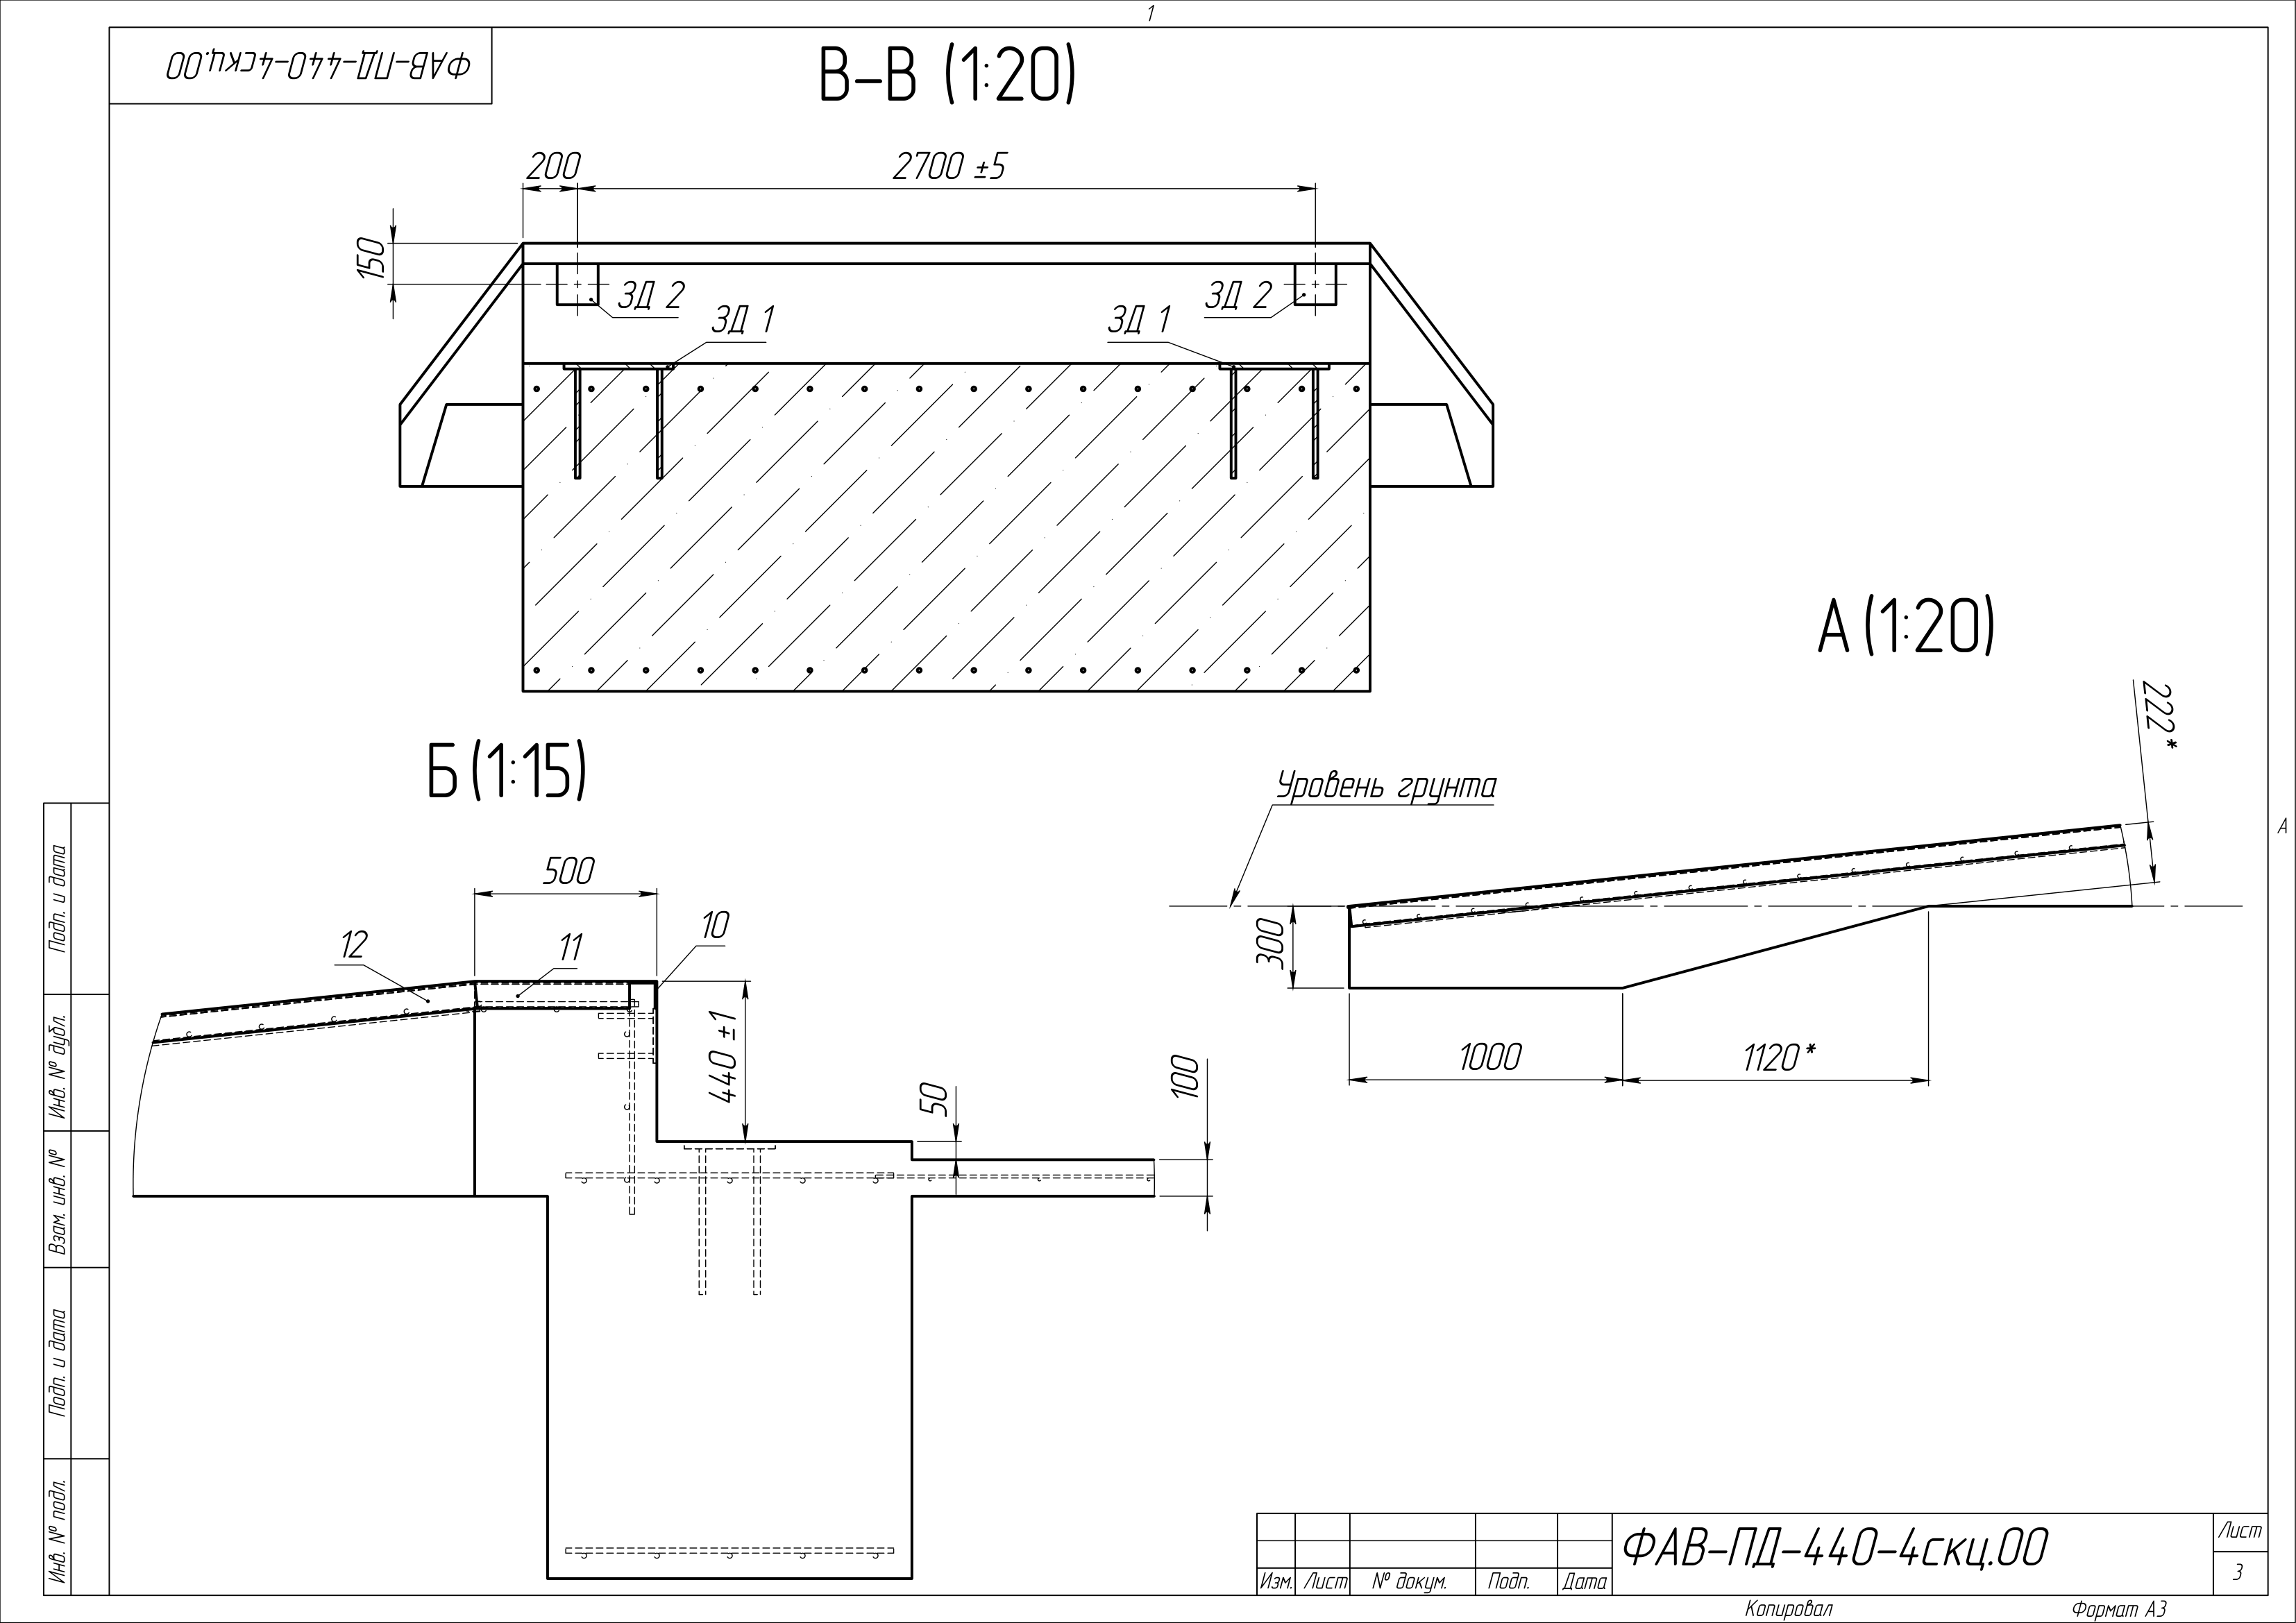 1
ФАВ-ПД-440-4скц.00
В-В (1:20)
200
2700 ±5
150
ЗД 2
ЗД 1
ЗД 1
ЗД 2
А (1:20)
222*
Уровень грунта
300
1000
1120*
А
Б (1:15)
500
12
11
10
440 ±1
50
100
Подп. и дата
Инв. № дубл.
Взам. инв. №
Подп. и дата
Инв. № подл.
Изм. Лист № докум. Подп. Дата
ФАВ-ПД-440-4скц.00
Лист
3
Копировал
Формат А3